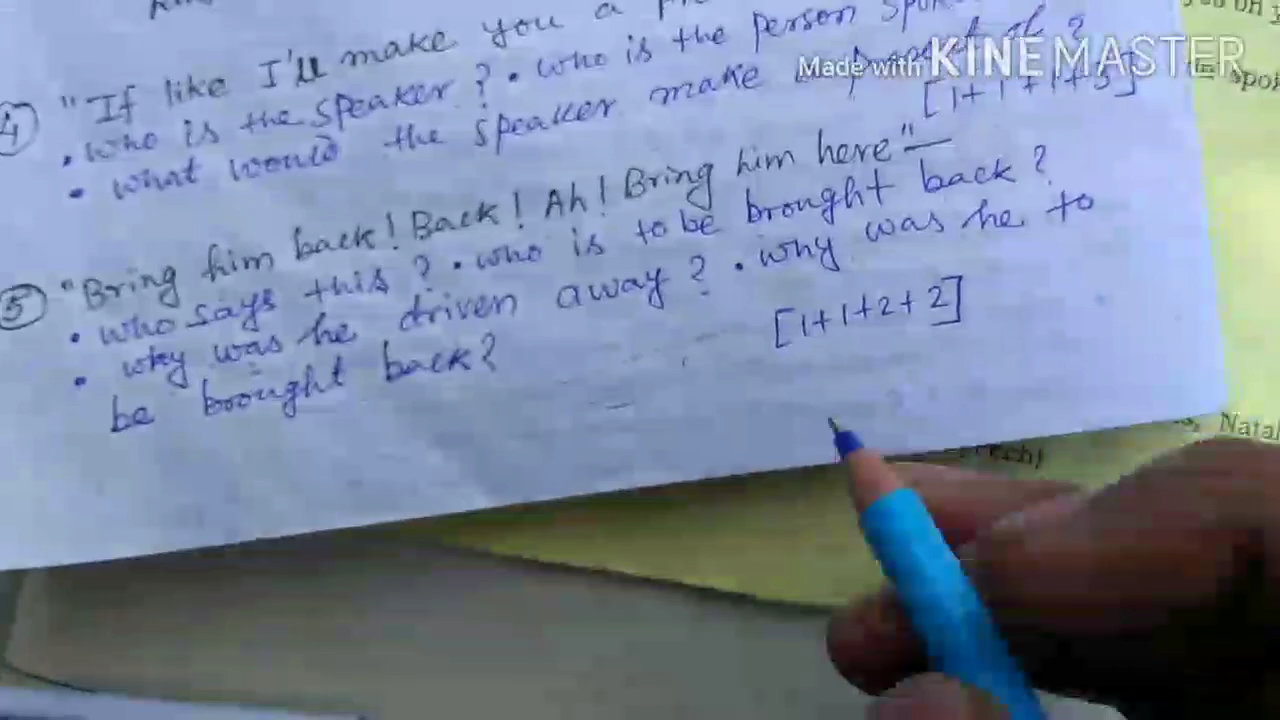 ④ "If like I'll make you a
• who is the speaker? • who is the person
• what would the speaker make
[1+1+1+3]
⑤ "Bring him back! Back! Ah! Bring him here"—
• who says this? • who is to be brought back?
• why was he driven away? • why was he to
be brought back?
[1+1+2+2]
Made with KINEMASTER
Natal